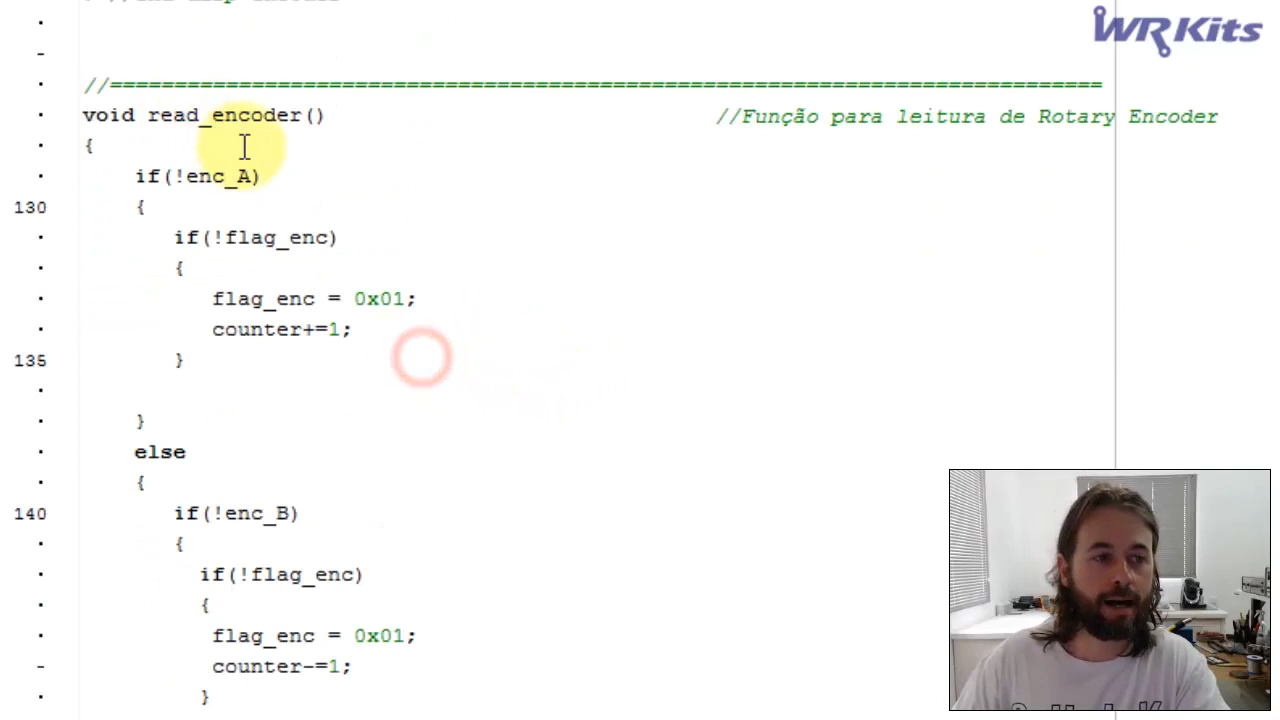 WRKits
//=============================================================================
void read_encoder() //Função para leitura de Rotary Encoder
{
if(!enc_A)
130 {
if(!flag_enc)
{
flag_enc = 0x01;
counter+=1;
135 }
}
else
{
140 if(!enc_B)
{
if(!flag_enc)
{
flag_enc = 0x01;
counter-=1;
}